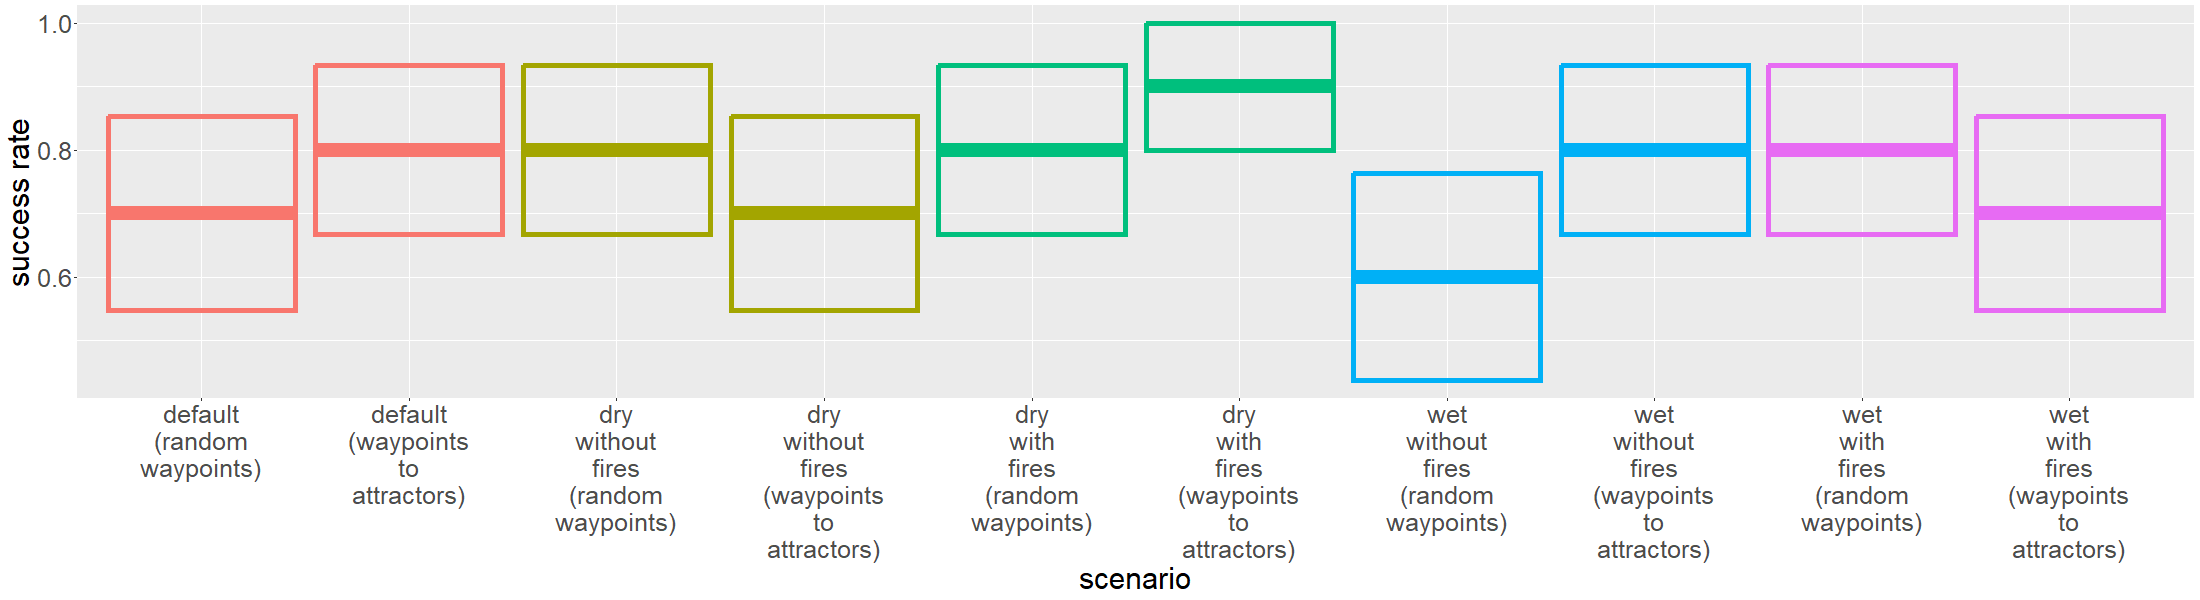 success rate
1.0
0.8
0.6
default
(random
waypoints)
default
(waypoints
to
attractors)
dry
without
fires
(random
waypoints)
dry
without
fires
(waypoints
to
attractors)
dry
with
fires
(random
waypoints)
dry
with
fires
(waypoints
to
attractors)
wet
without
fires
(random
waypoints)
wet
without
fires
(waypoints
to
attractors)
wet
with
fires
(random
waypoints)
wet
with
fires
(waypoints
to
attractors)
scenario